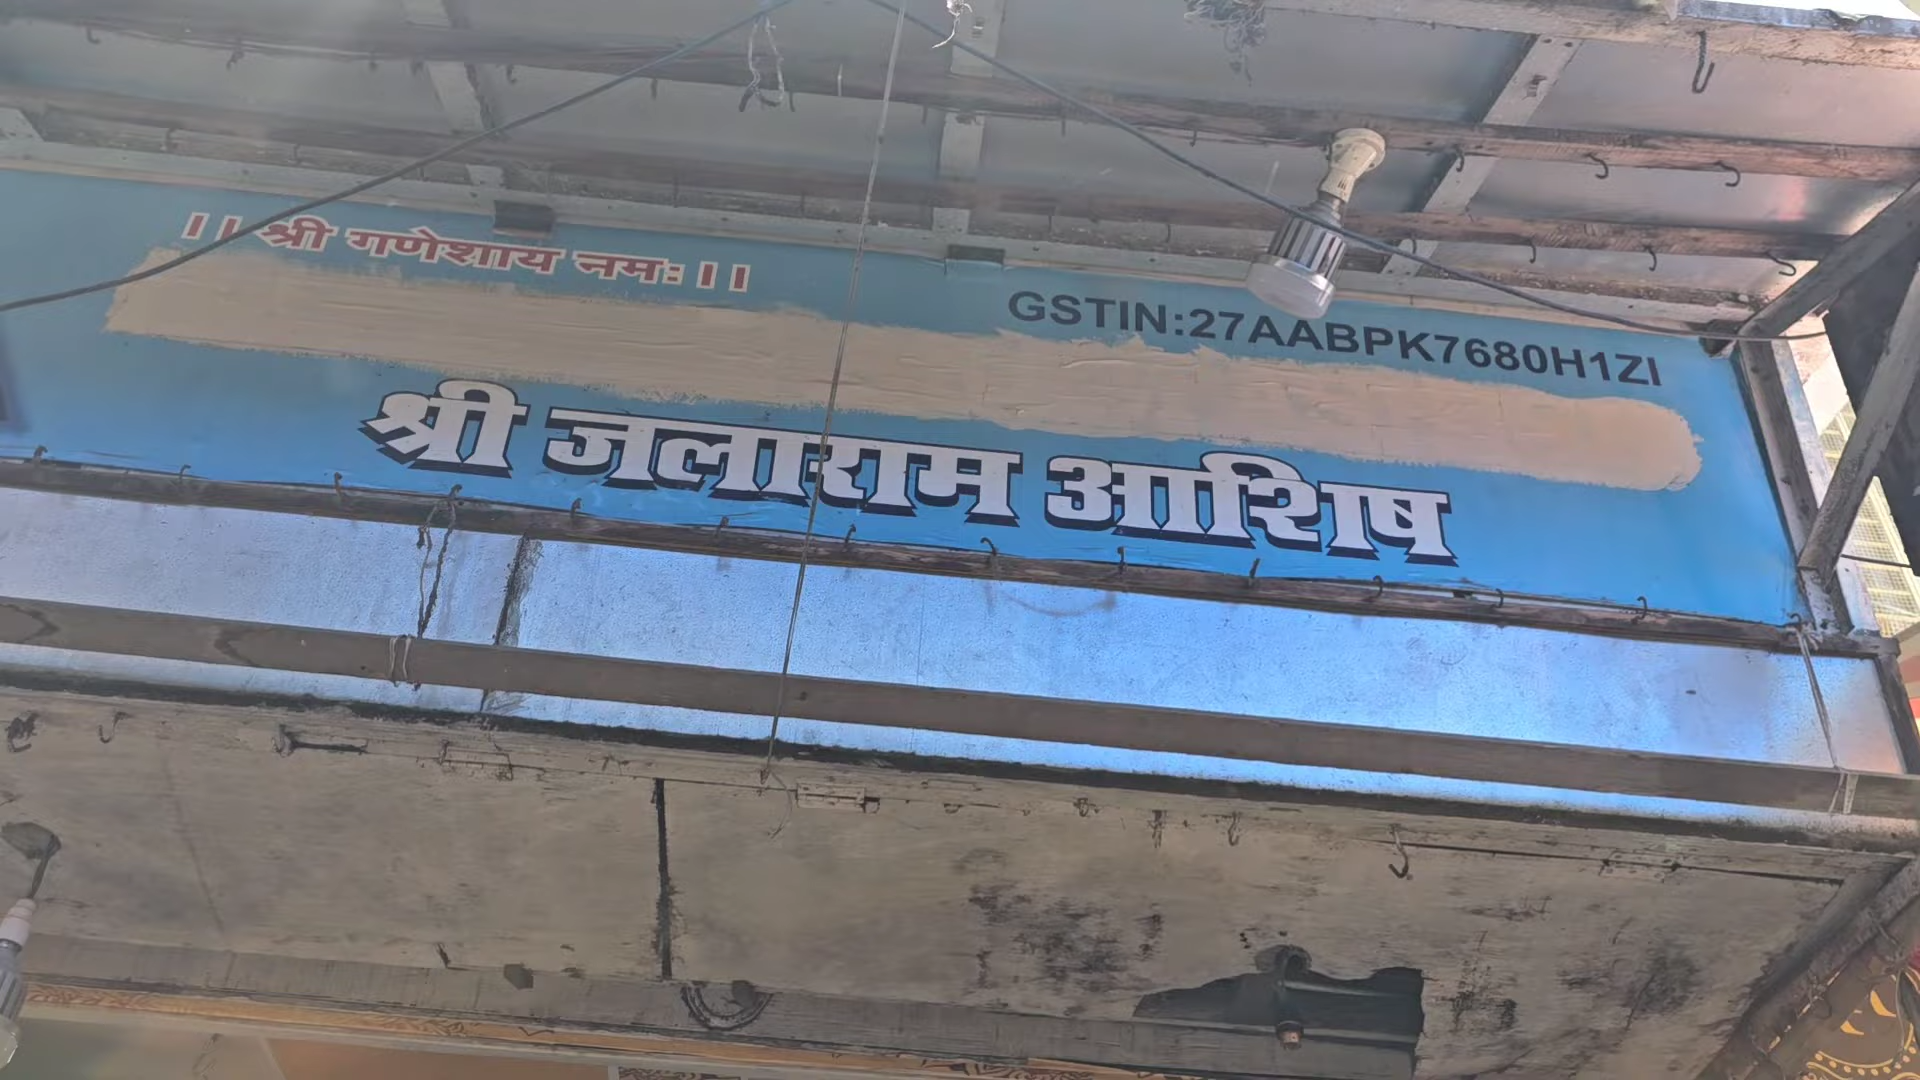 ।। श्री गणेशाय नमः ।।
GSTIN:27AABPK7680H1ZI
श्री जलाराम आशिष